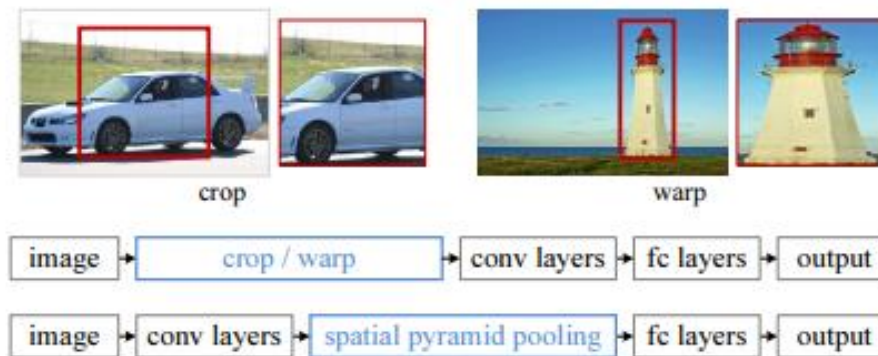 crop
warp
image crop / warp conv layers fc layers output
image conv layers spatial pyramid pooling fc layers output